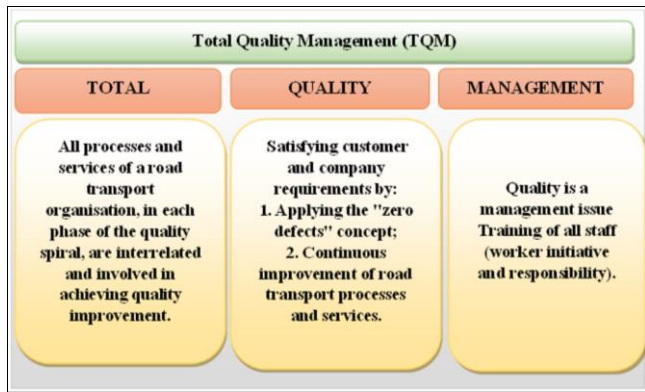 Total Quality Management (TQM)
TOTAL
QUALITY
MANAGEMENT
All processes and
services of a road
transport
organisation, in each
phase of the quality
spiral, are interrelated
and involved in
achieving quality
improvement.
Satisfying customer
and company
requirements by:
1. Applying the "zero
defects" concept;
2. Continuous
improvement of road
transport processes
and services.
Quality is a
management issue
Training of all staff
(worker initiative
and responsibility).